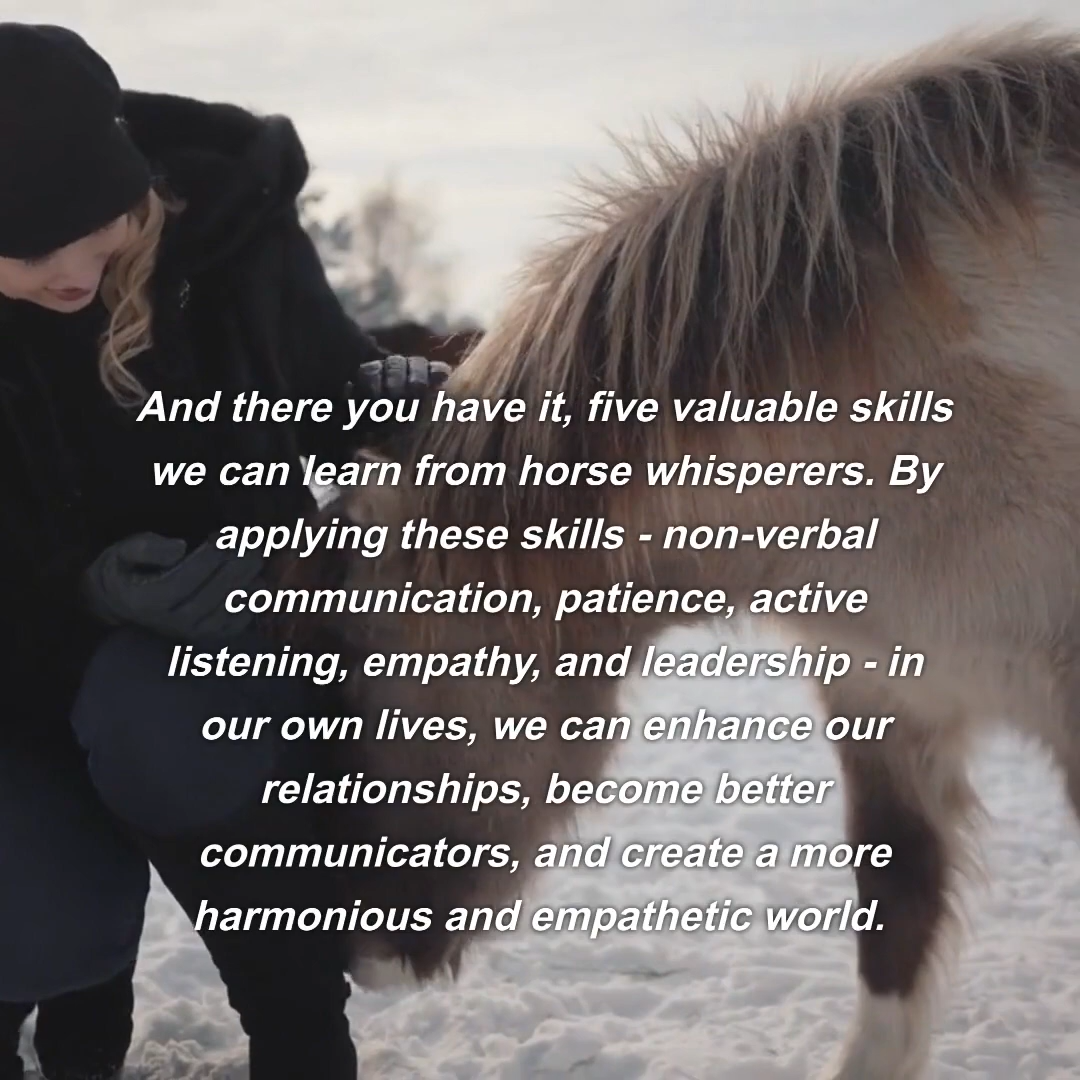 And there you have it, five valuable skills
we can learn from horse whisperers. By
applying these skills - non-verbal
communication, patience, active
listening, empathy, and leadership - in
our own lives, we can enhance our
relationships, become better
communicators, and create a more
harmonious and empathetic world.